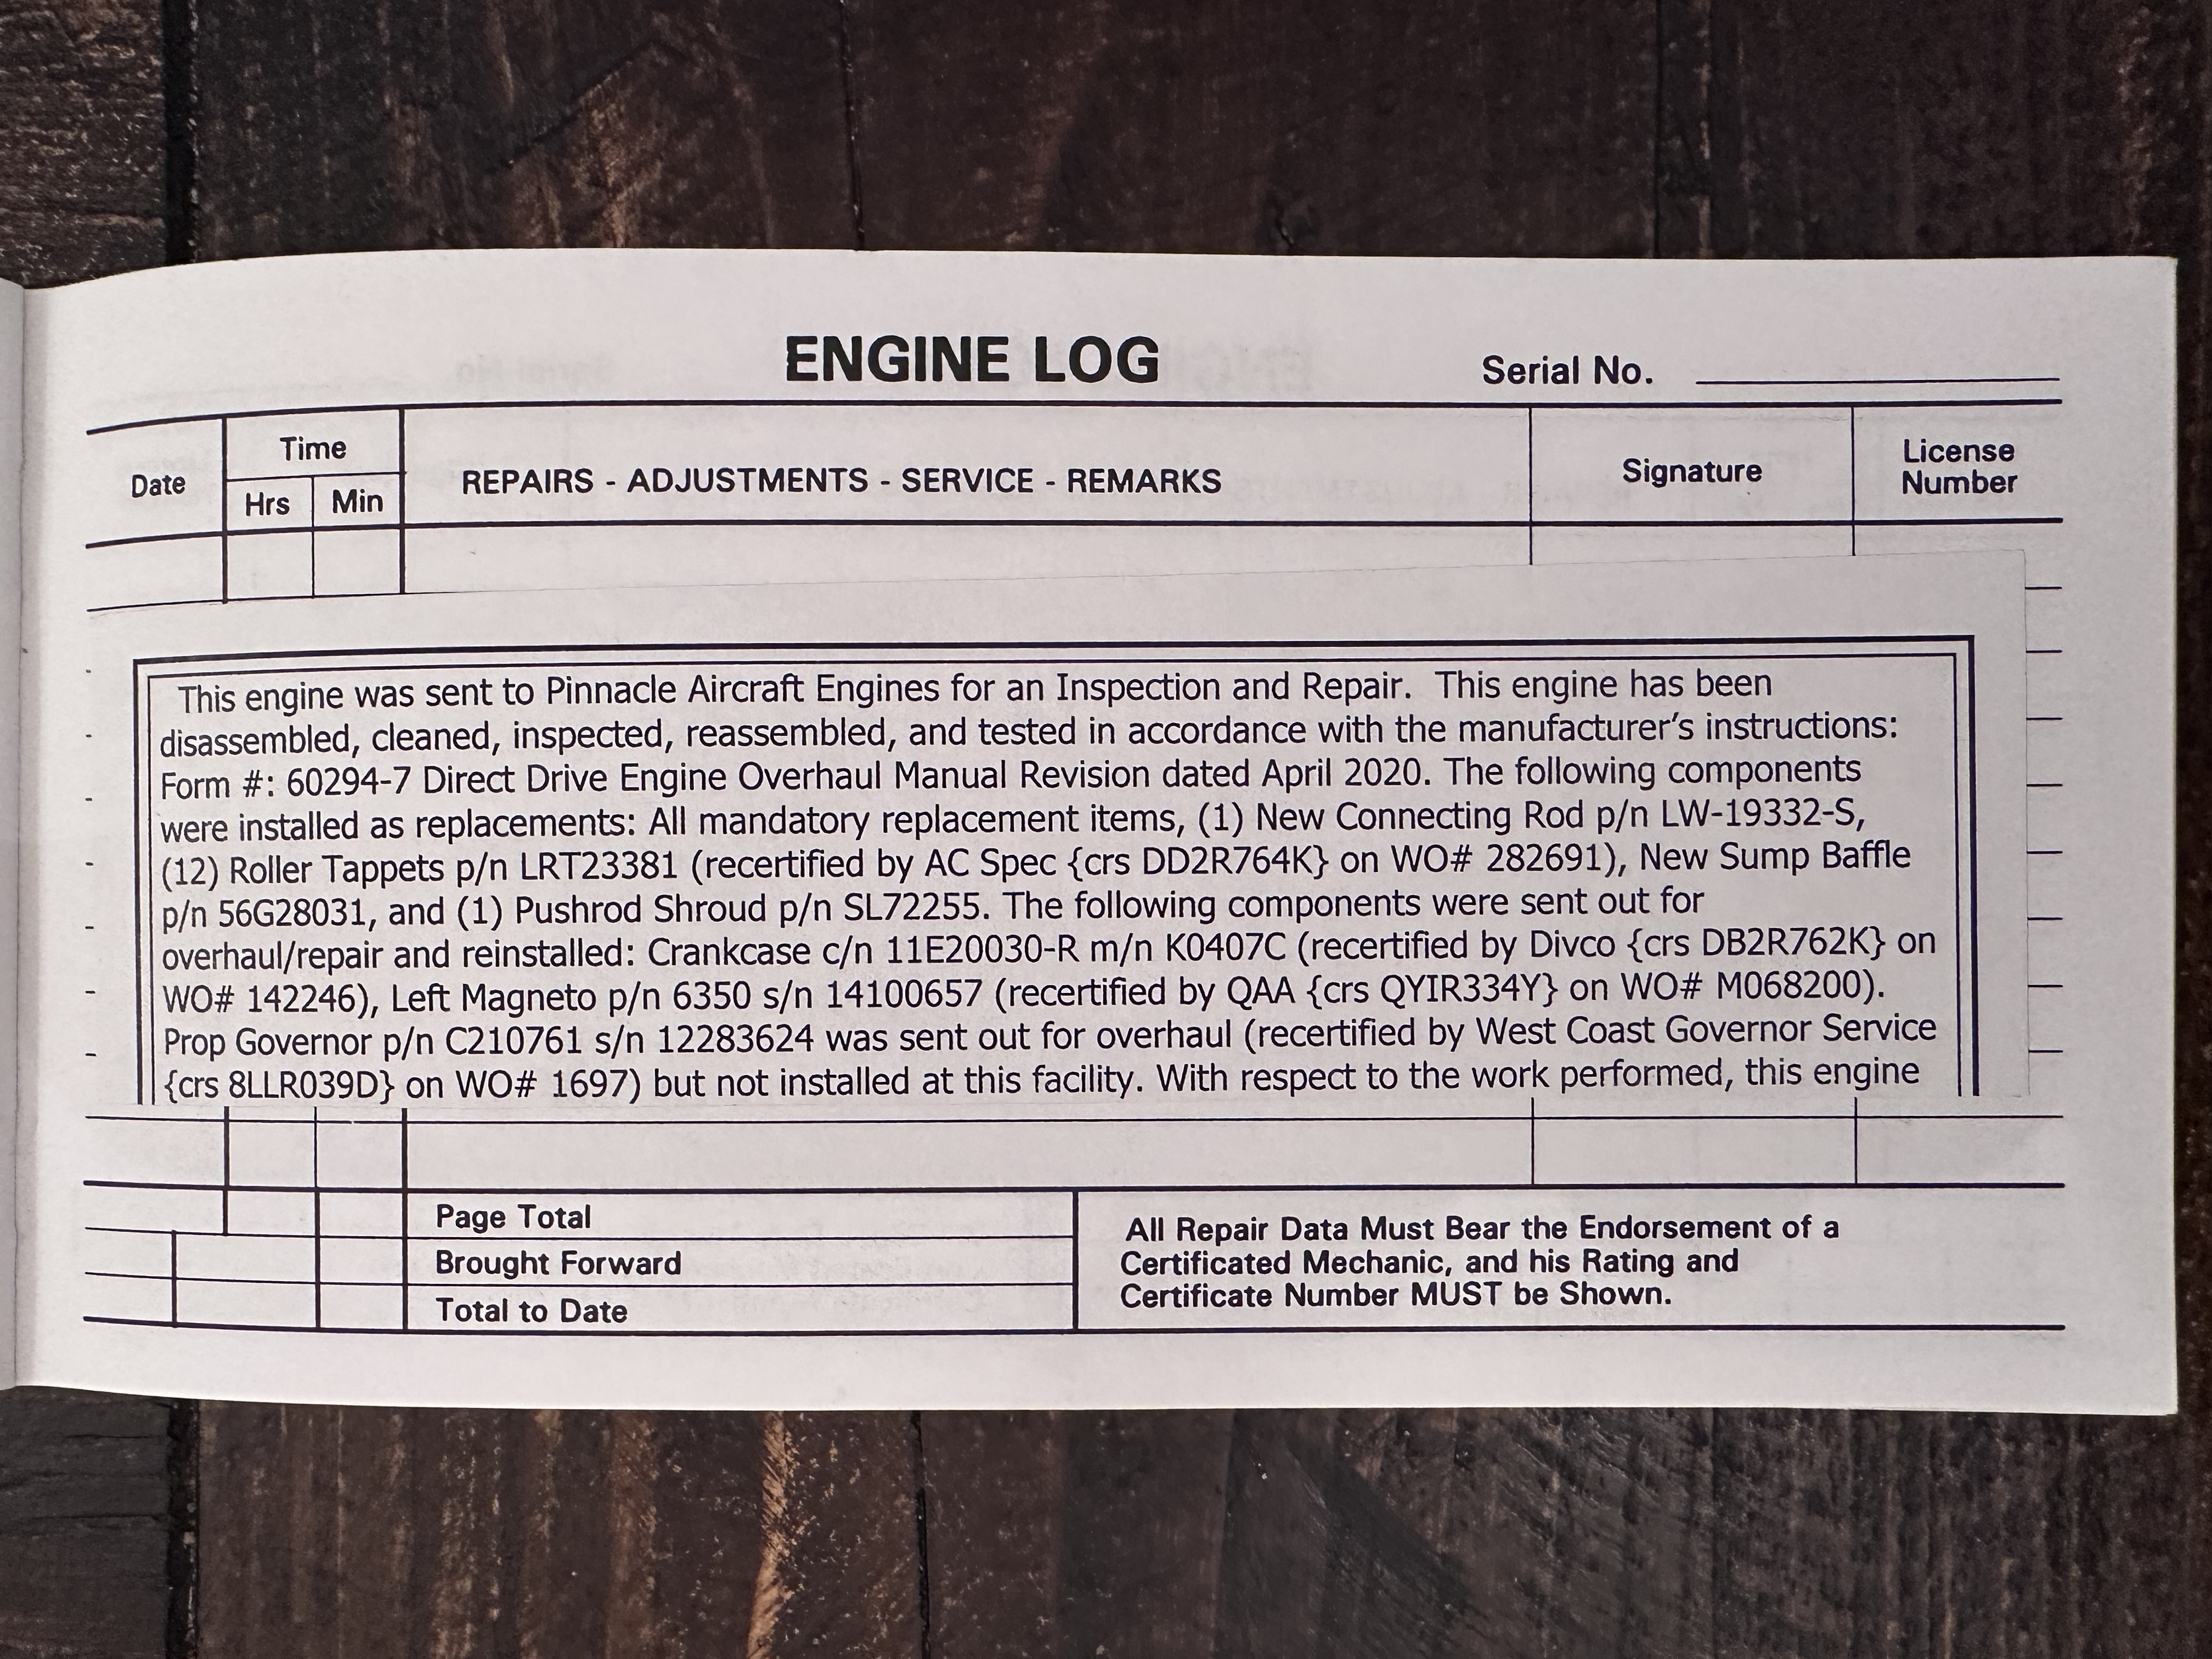 ENGINE LOG
Serial No.
Date
Time
Hrs
Min
REPAIRS - ADJUSTMENTS - SERVICE - REMARKS
Signature
License
Number
This engine was sent to Pinnacle Aircraft Engines for an Inspection and Repair. This engine has been
disassembled, cleaned, inspected, reassembled, and tested in accordance with the manufacturer’s instructions:
Form #: 60294-7 Direct Drive Engine Overhaul Manual Revision dated April 2020. The following components
were installed as replacements: All mandatory replacement items, (1) New Connecting Rod p/n LW-19332-S,
(12) Roller Tappets p/n LRT23381 (recertified by AC Spec {crs DD2R764K} on WO# 282691), New Sump Baffle
p/n 56G28031, and (1) Pushrod Shroud p/n SL72255. The following components were sent out for
overhaul/repair and reinstalled: Crankcase c/n 11E20030-R m/n K0407C (recertified by Divco {crs DB2R762K} on
WO# 142246), Left Magneto p/n 6350 s/n 14100657 (recertified by QAA {crs QYIR334Y} on WO# M068200).
Prop Governor p/n C210761 s/n 12283624 was sent out for overhaul (recertified by West Coast Governor Service
{crs 8LLR039D} on WO# 1697) but not installed at this facility. With respect to the work performed, this engine
Page Total
Brought Forward
Total to Date
All Repair Data Must Bear the Endorsement of a
Certificated Mechanic, and his Rating and
Certificate Number MUST be Shown.